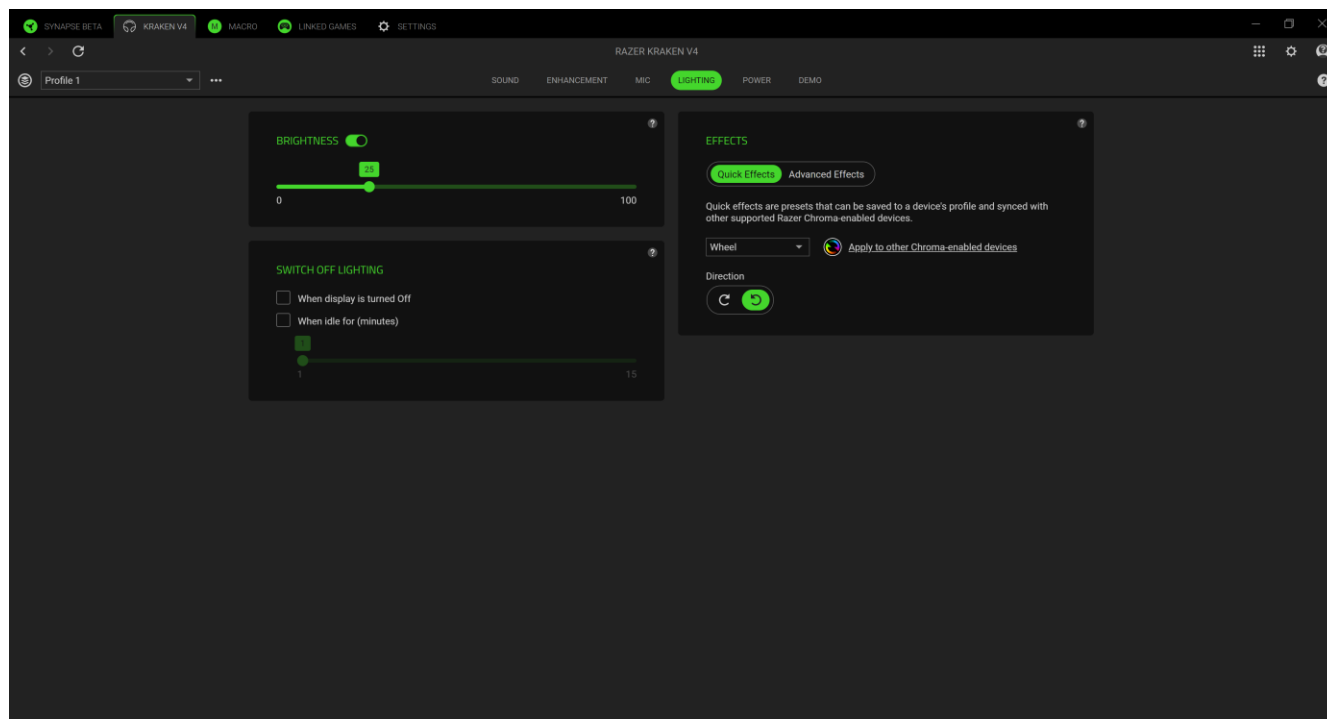 SYNAPSE BETA KRAKEN V4 M MACRO LINKED GAMES SETTINGS
RAZER KRAKEN V4
Profile 1 SOUND ENHANCEMENT MIC LIGHTING POWER DEMO
BRIGHTNESS
25
0 100
SWITCH OFF LIGHTING
When display is turned Off
When idle for (minutes)
1
1 15
EFFECTS
Quick Effects Advanced Effects
Quick effects are presets that can be saved to a device's profile and synced with
other supported Razer Chroma-enabled devices.
Wheel Apply to other Chroma-enabled devices
Direction